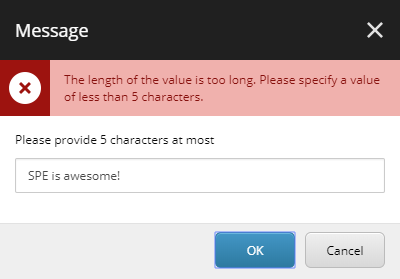 Message
The length of the value is too long. Please specify a value
of less than 5 characters.
Please provide 5 characters at most
SPE is awesome!
OK
Cancel